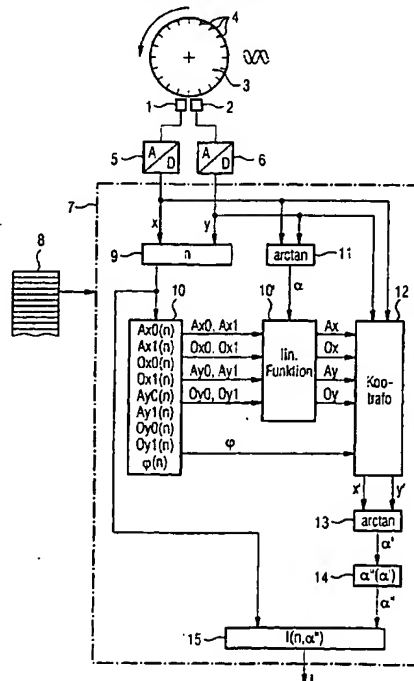 4
3
1
2
A
D
5
A
D
6
7
x
y
8
9
n
arctan
11
α
10
10'
12
Ax0(n)
Ax1(n)
Ox0(n)
Ox1(n)
Ay0(n)
Ay1(n)
Oy0(n)
Oy1(n)
φ(n)
Ax0, Ax1
Ox0, Ox1
Ay0, Ay1
Oy0, Oy1
φ
lin.
Funktion
Ax
Ox
Ay
Oy
Koo-
trafo
x'
y'
13
arctan
α'
14
α"(α')
α"
15
I(n,α")
I